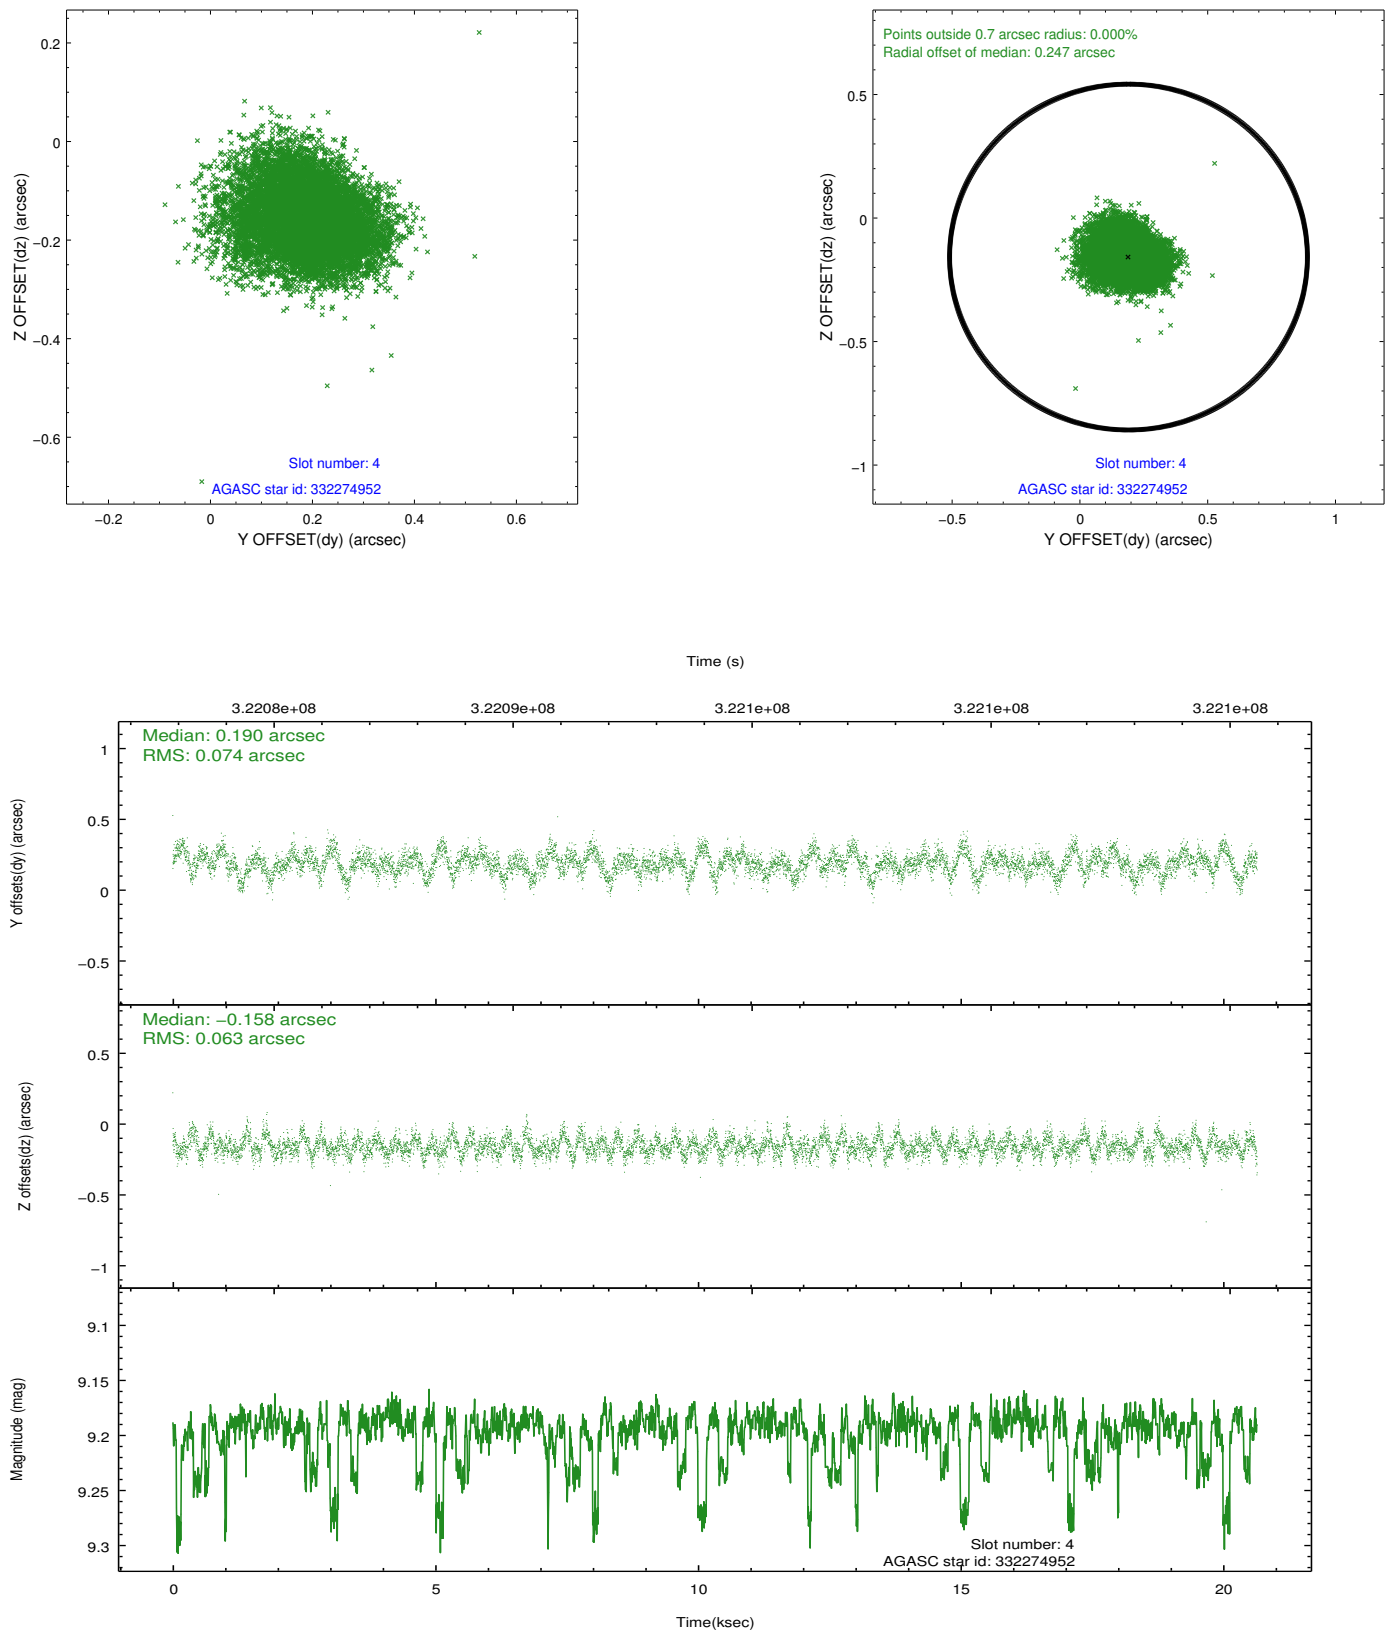 0.2
0
−0.2
−0.4
−0.6
Z OFFSET(dz) (arcsec)
Slot number: 4
AGASC star id: 332274952
−0.2
0
0.2
0.4
0.6
Y OFFSET(dy) (arcsec)
Points outside 0.7 arcsec radius: 0.000%
Radial offset of median: 0.247 arcsec
0.5
0
−0.5
−1
Z OFFSET(dz) (arcsec)
Slot number: 4
AGASC star id: 332274952
−0.5
0
0.5
1
Y OFFSET(dy) (arcsec)
Time (s)
3.2208e+08
3.2209e+08
3.221e+08
3.221e+08
3.221e+08
Median: 0.190 arcsec
RMS: 0.074 arcsec
1
0.5
0
−0.5
Y offsets(dy) (arcsec)
Median: −0.158 arcsec
RMS: 0.063 arcsec
0.5
0
−0.5
−1
Z offsets(dz) (arcsec)
9.1
9.15
9.2
9.25
9.3
Magnitude (mag)
Slot number: 4
AGASC star id: 332274952
0
5
10
15
20
Time(ksec)